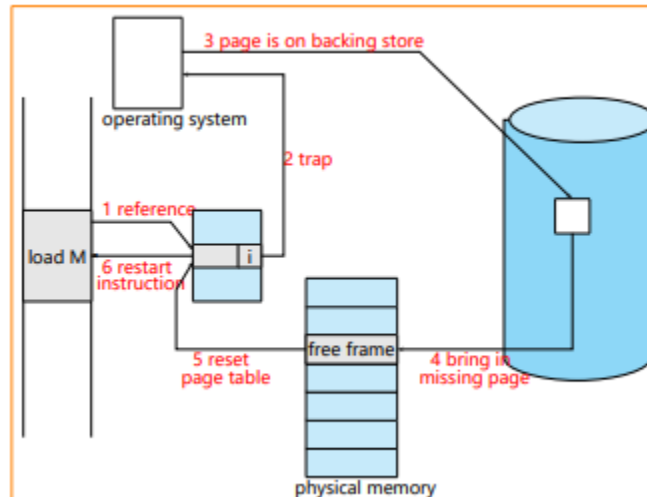 3 page is on backing store
operating system
2 trap
1 reference
load M
i
6 restart
instruction
free frame
5 reset
page table
4 bring in
missing page
physical memory